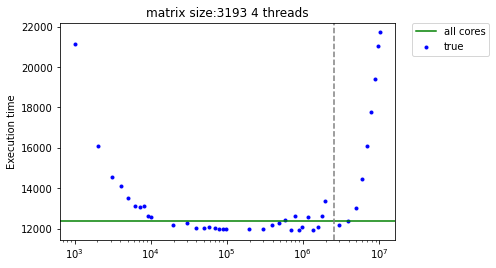 matrix size:3193 4 threads
22000
20000
18000
16000
14000
12000
Execution time
10³
10⁴
10⁵
10⁶
10⁷
all cores
true